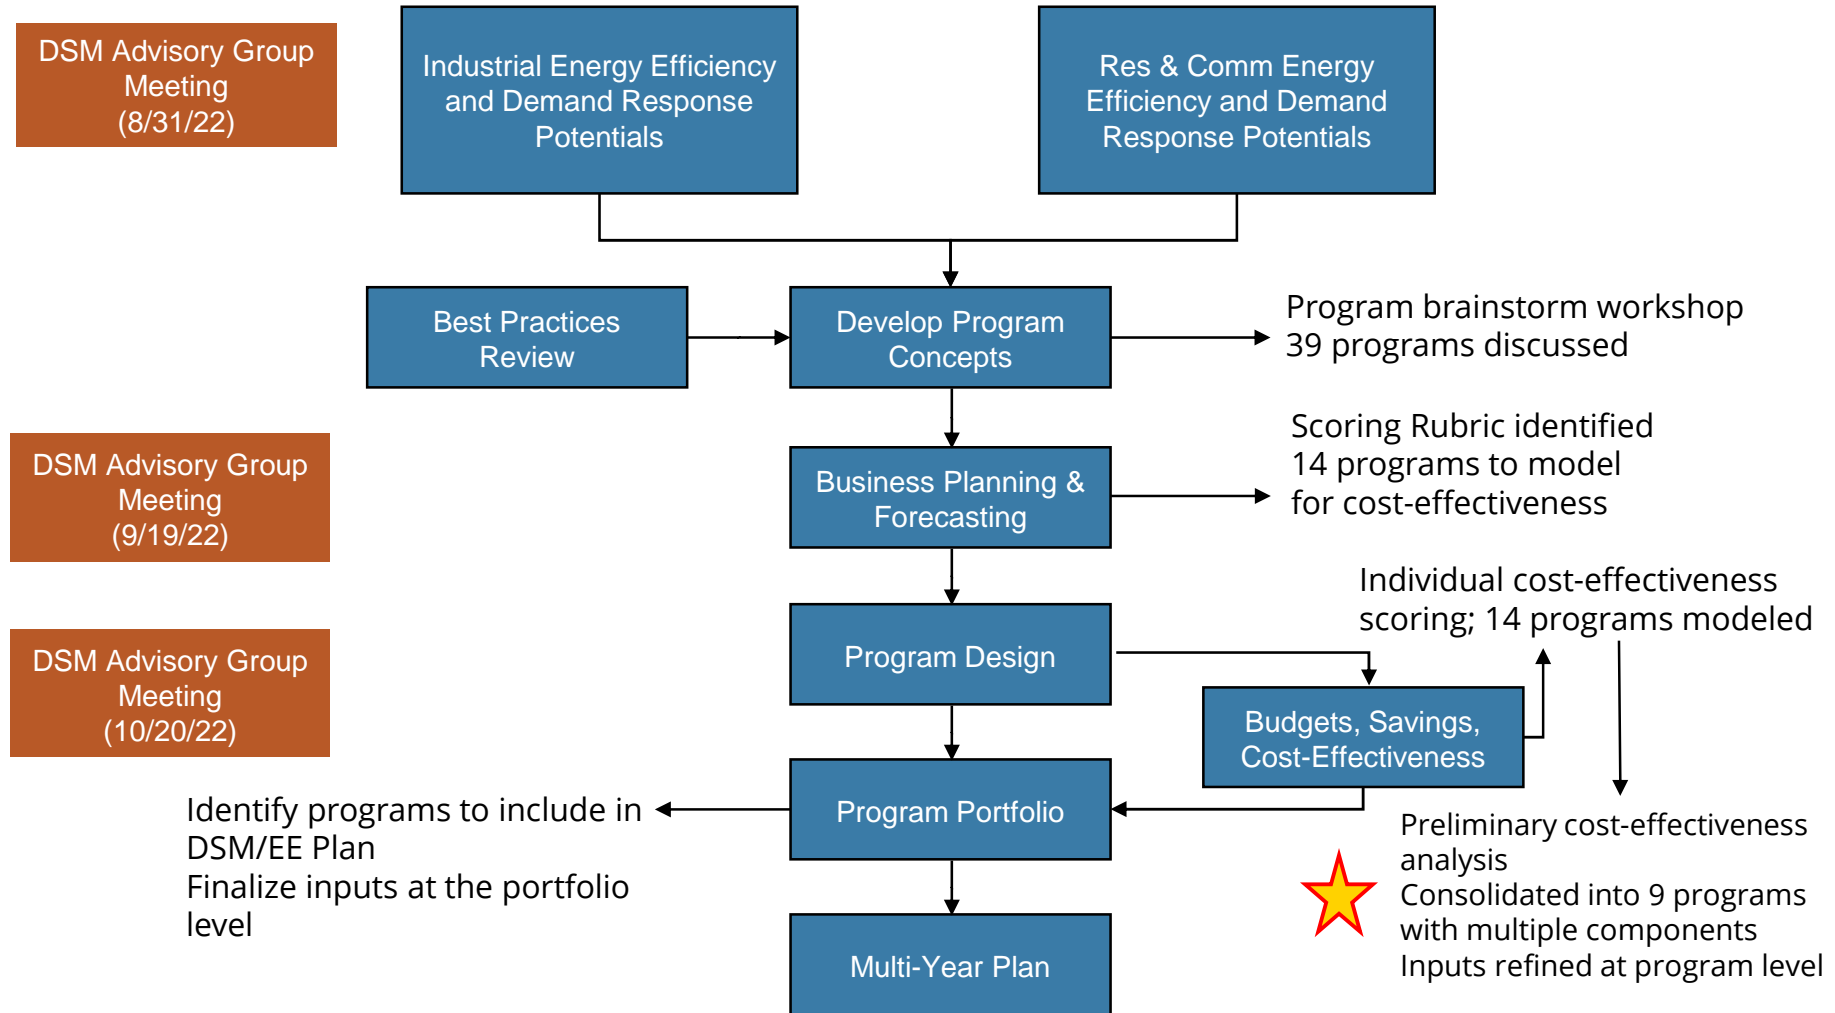 DSM Advisory Group
Meeting
(8/31/22)
Industrial Energy Efficiency
and Demand Response
Potentials
Res & Comm Energy
Efficiency and Demand
Response Potentials
Best Practices
Review
Develop Program
Concepts
Program brainstorm workshop
39 programs discussed
DSM Advisory Group
Meeting
(9/19/22)
Business Planning &
Forecasting
Scoring Rubric identified
14 programs to model
for cost-effectiveness
Individual cost-effectiveness
scoring; 14 programs modeled
DSM Advisory Group
Meeting
(10/20/22)
Program Design
Budgets, Savings,
Cost-Effectiveness
Identify programs to include in
DSM/EE Plan
Finalize inputs at the portfolio
level
Program Portfolio
Preliminary cost-effectiveness
analysis
Consolidated into 9 programs
with multiple components
Inputs refined at program level
Multi-Year Plan